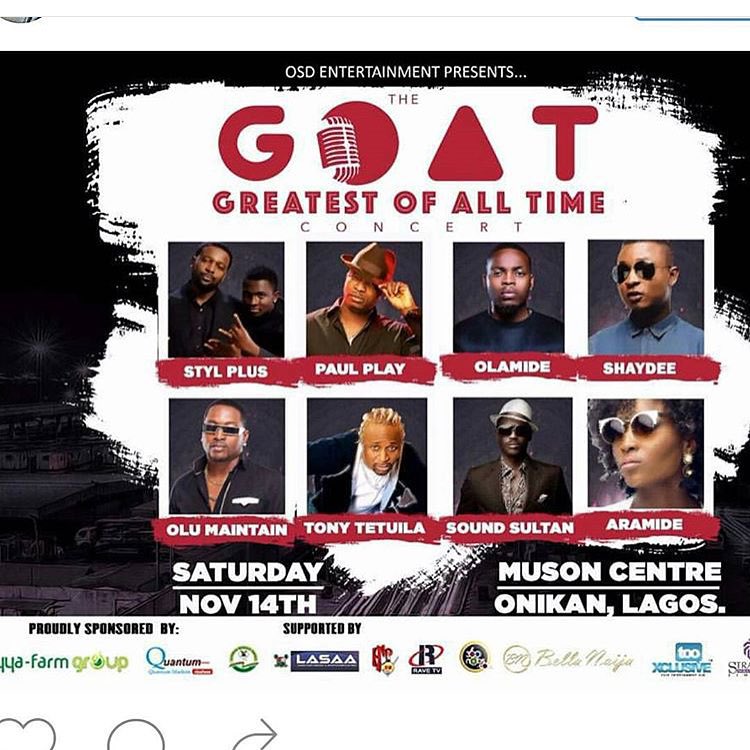 OSD ENTERTAINMENT PRESENTS...
THE
GOAT
GREATEST OF ALL TIME
CONCERT
STYL PLUS PAUL PLAY OLAMIDE SHAYDEE
OLU MAINTAIN TONY TETUILA SOUND SULTAN ARAMIDE
SATURDAY
NOV 14TH
MUSON CENTRE
ONIKAN, LAGOS.
PROUDLY SPONSORED BY: SUPPORTED BY
ya-farm group Quantum LASAA RAVE TV BN Bella Naija too XCLUSIVE